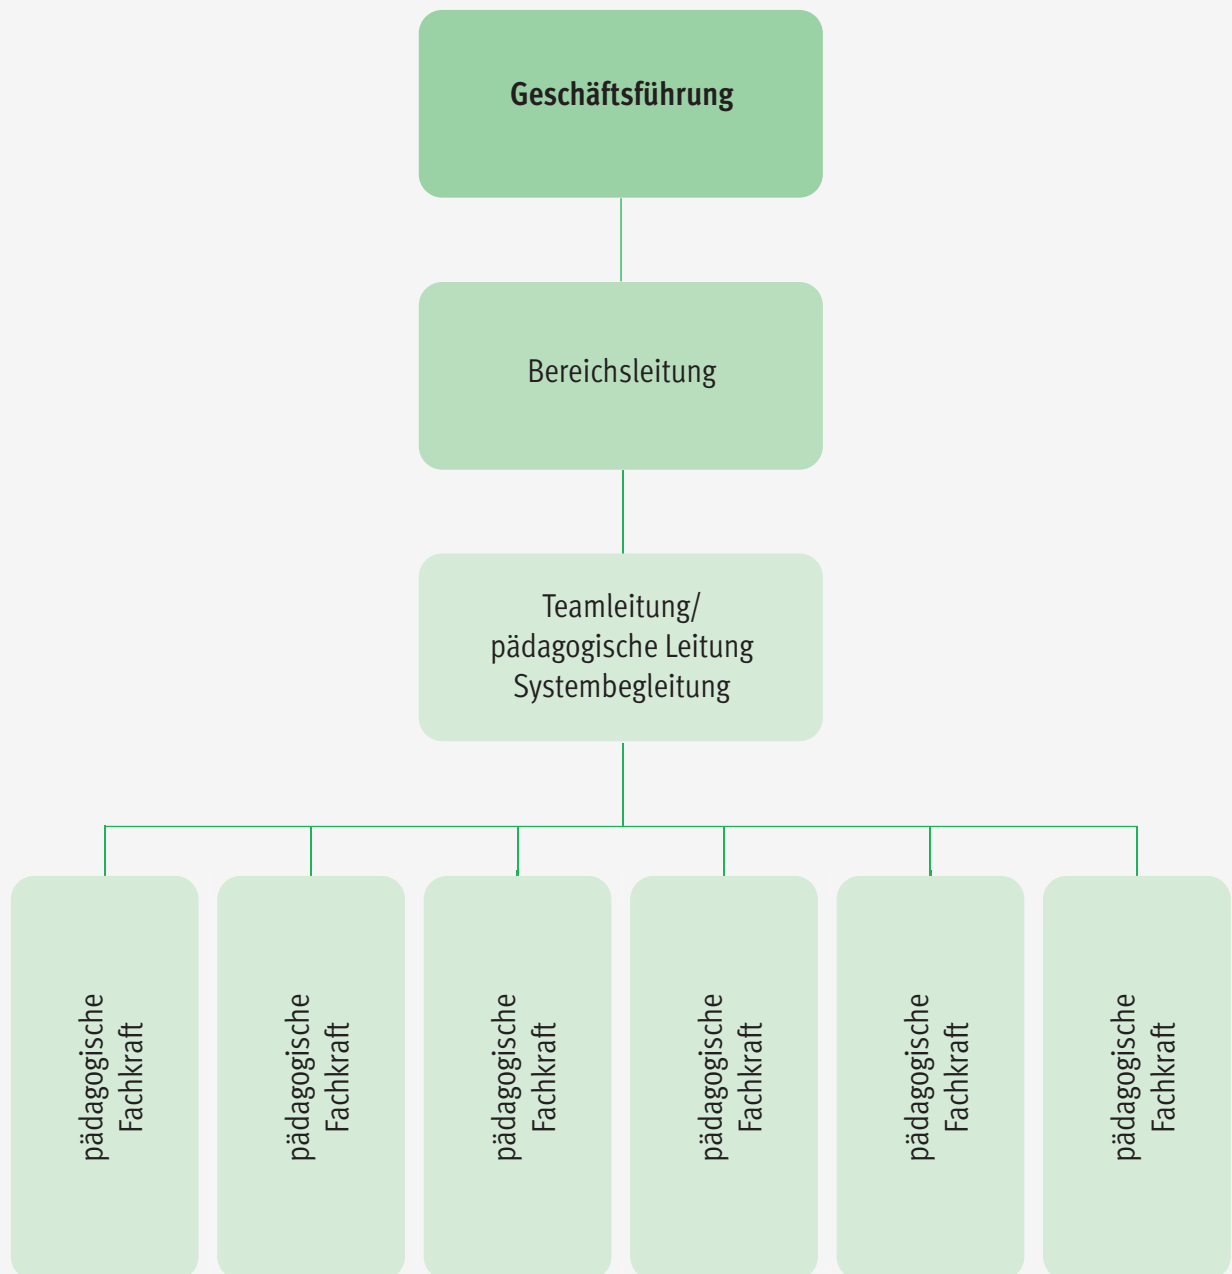 Geschäftsführung
Bereichsleitung
Teamleitung/
pädagogische Leitung
Systembegleitung
pädagogische
Fachkraft
pädagogische
Fachkraft
pädagogische
Fachkraft
pädagogische
Fachkraft
pädagogische
Fachkraft
pädagogische
Fachkraft